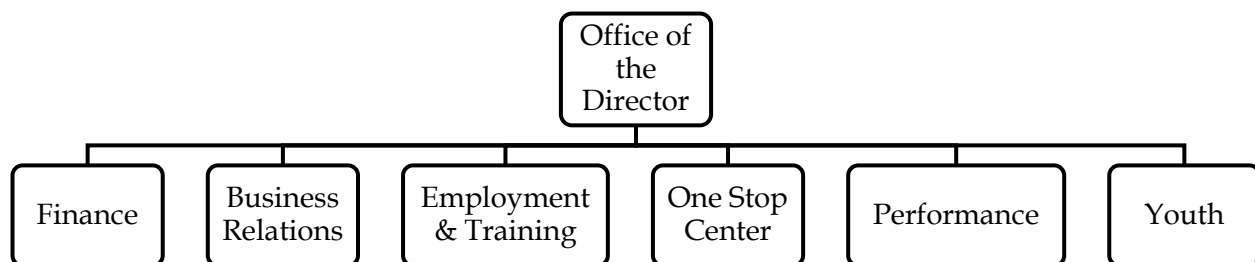 Office of
the
Director
Finance
Business
Relations
Employment
& Training
One Stop
Center
Performance
Youth